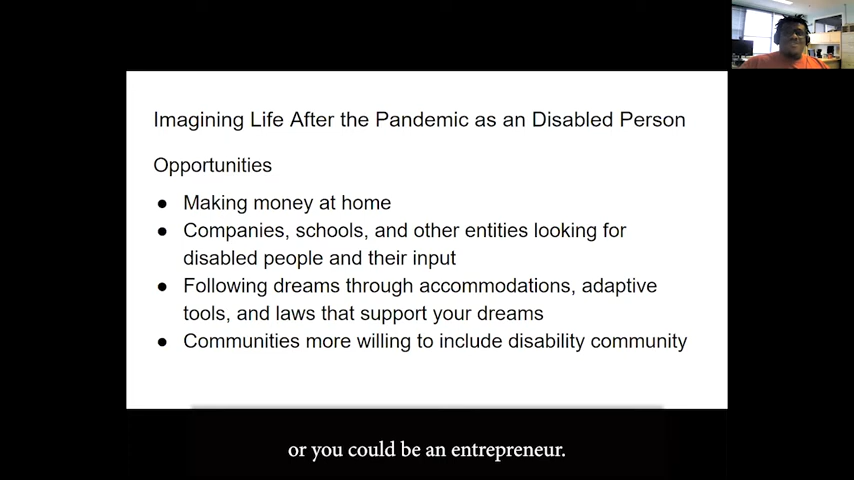 Imagining Life After the Pandemic as an Disabled Person
Opportunities
● Making money at home
● Companies, schools, and other entities looking for
disabled people and their input
● Following dreams through accommodations, adaptive
tools, and laws that support your dreams
● Communities more willing to include disability community
or you could be an entrepreneur.